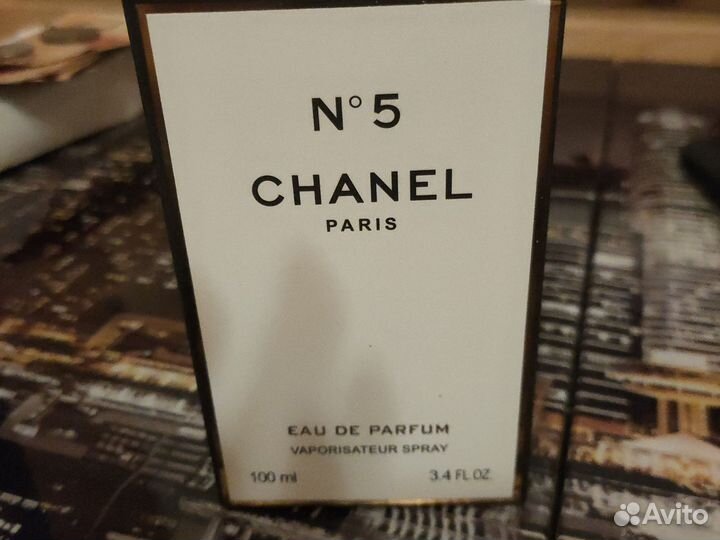 N°5
CHANEL
PARIS
EAU DE PARFUM
VAPORISATEUR SPRAY
100 ml 3.4 FL.OZ.
Avito